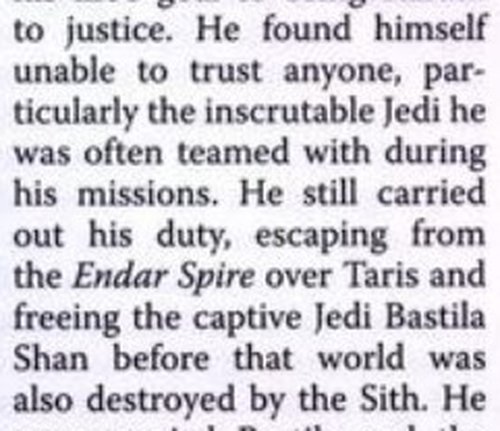 to justice. He found himself
unable to trust anyone, par-
ticularly the inscrutable Jedi he
was often teamed with during
his missions. He still carried
out his duty, escaping from
the Endar Spire over Taris and
freeing the captive Jedi Bastila
Shan before that world was
also destroyed by the Sith. He